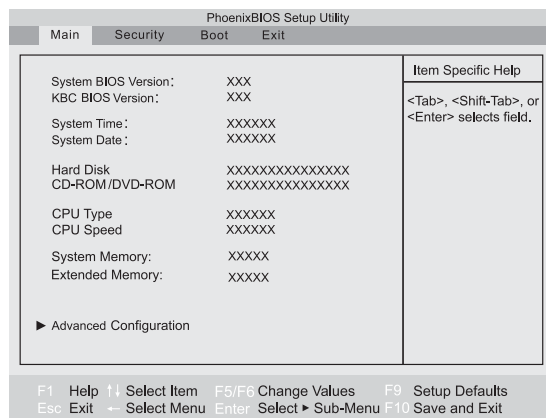 PhoenixBIOS Setup Utility
Main Security Boot Exit
Item Specific Help
<Tab>, <Shift-Tab>, or
<Enter> selects field.
System BIOS Version: XXX
KBC BIOS Version: XXX
System Time: XXXXXX
System Date: XXXXXX
Hard Disk XXXXXXXXXXXXXXX
CD-ROM/DVD-ROM XXXXXXXXXXXXXXX
CPU Type XXXXXX
CPU Speed XXXXXX
System Memory: XXXXX
Extended Memory: XXXXX
► Advanced Configuration
F1 Help ↑↓ Select Item F5/F6 Change Values F9 Setup Defaults
Esc Exit ← Select Menu Enter Select ► Sub-Menu F10 Save and Exit